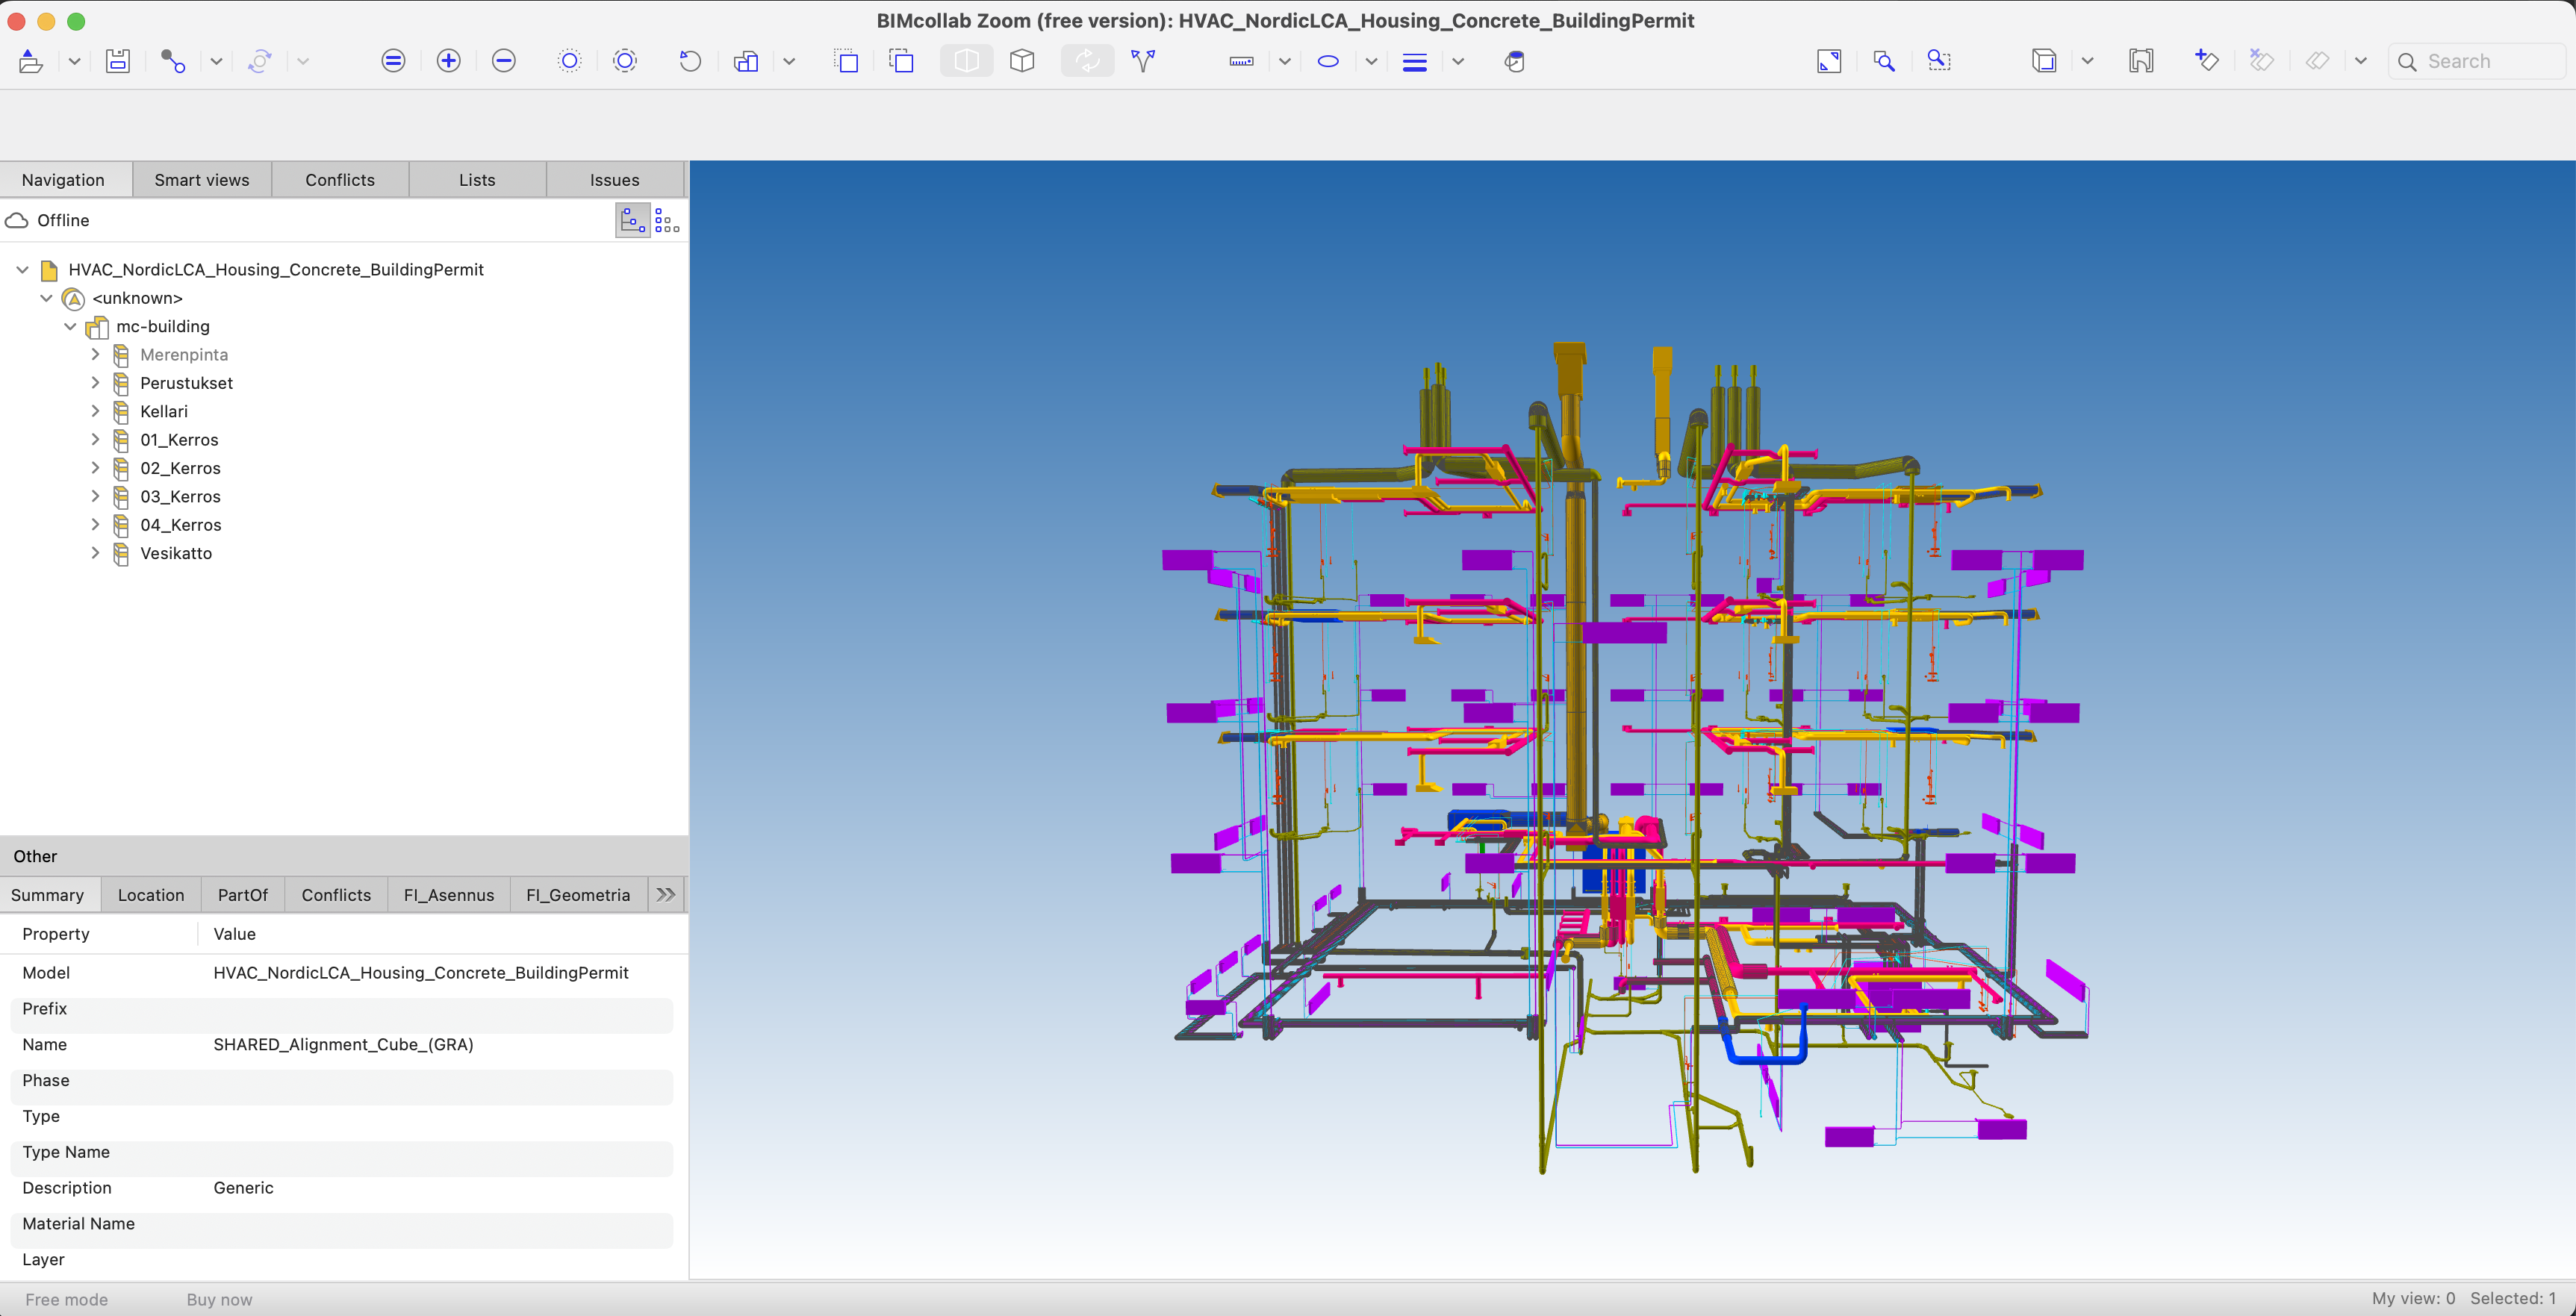 BIMcollab Zoom (free version): HVAC_NordicLCA_Housing_Concrete_BuildingPermit
Search
Navigation Smart views Conflicts Lists Issues
Offline
HVAC_NordicLCA_Housing_Concrete_BuildingPermit
<unknown>
mc-building
Merenpinta
Perustukset
Kellari
01_Kerros
02_Kerros
03_Kerros
04_Kerros
Vesikatto
Other
Summary Location PartOf Conflicts FI_Asennus FI_Geometria
Property Value
Model HVAC_NordicLCA_Housing_Concrete_BuildingPermit
Prefix
Name SHARED_Alignment_Cube_(GRA)
Phase
Type
Type Name
Description Generic
Material Name
Layer
Free mode Buy now My view: 0 Selected: 1